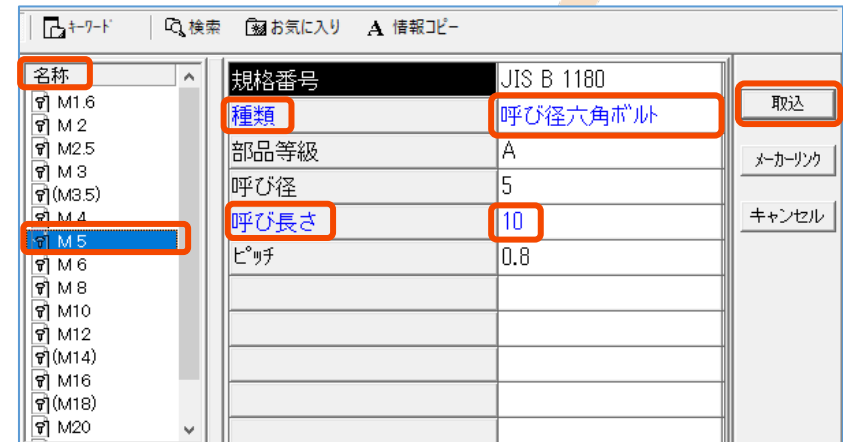 ｷｰﾜｰﾄﾞ 検索 お気に入り A 情報ｺﾋﾟｰ
名称
M1.6
M 2
M2.5
M 3
(M3.5)
M 4
M 5
M 6
M 8
M10
M12
(M14)
M16
(M18)
M20
規格番号 JIS B 1180
種類 呼び径六角ﾎﾞﾙﾄ
部品等級 A
呼び径 5
呼び長さ 10
ﾋﾟｯﾁ 0.8
取込
ﾒｰｶｰﾘﾝｸ
ｷｬﾝｾﾙ